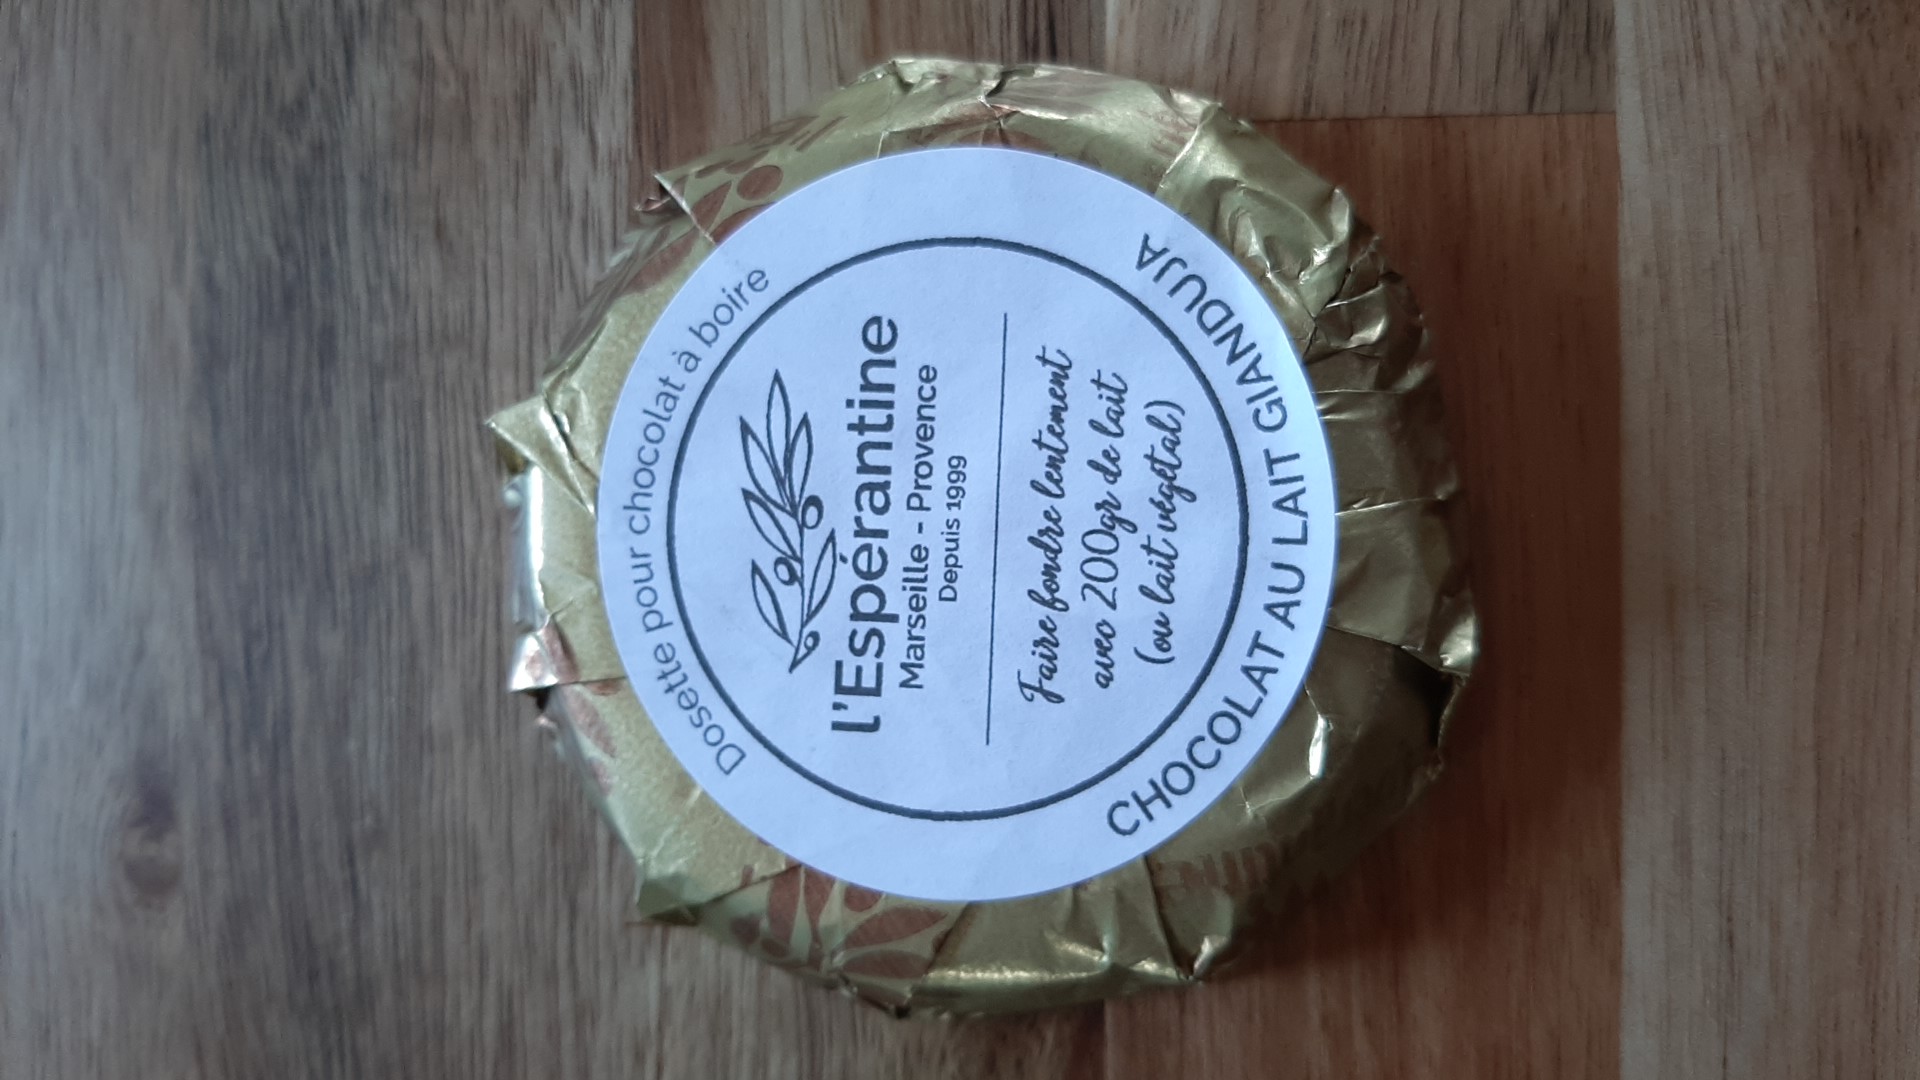 Dosette pour chocolat à boire
l'Espérantine
Marseille - Provence
Depuis 1999
Faire fondre lentement
avec 200gr de lait
(ou lait végétal)
CHOCOLAT AU LAIT GIANDUJA